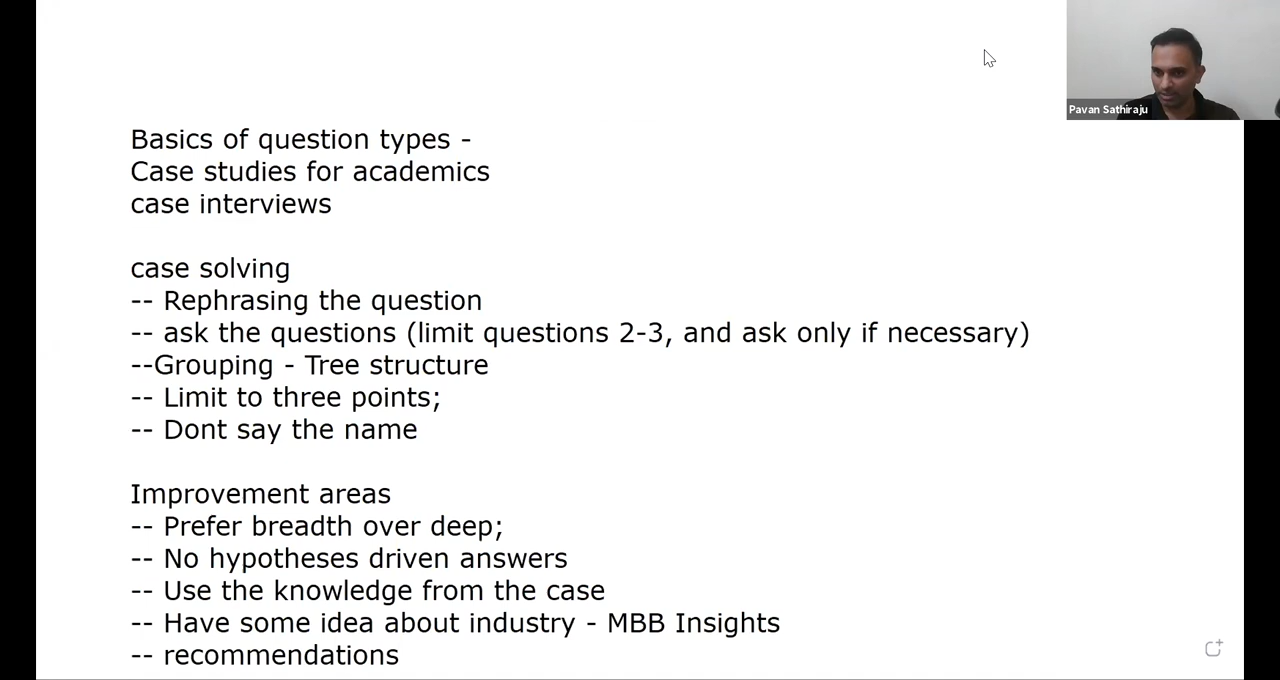 Pavan Sathiraju
Basics of question types -
Case studies for academics
case interviews
case solving
-- Rephrasing the question
-- ask the questions (limit questions 2-3, and ask only if necessary)
--Grouping - Tree structure
-- Limit to three points;
-- Dont say the name
Improvement areas
-- Prefer breadth over deep;
-- No hypotheses driven answers
-- Use the knowledge from the case
-- Have some idea about industry - MBB Insights
-- recommendations